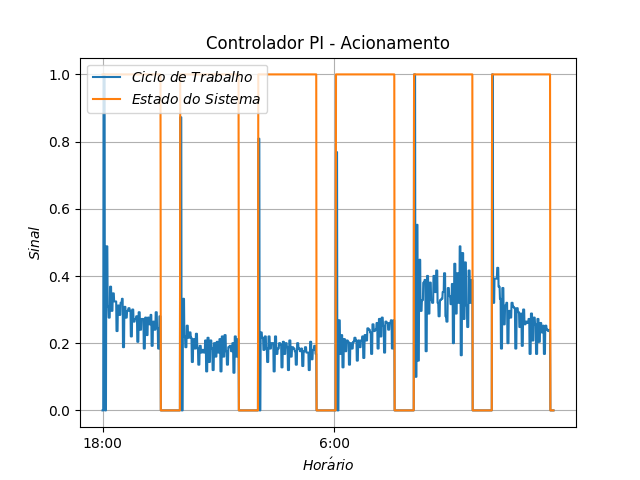 Controlador PI - Acionamento
Ciclo de Trabalho
Estado do Sistema
1.0
0.8
0.6
0.4
0.2
0.0
Sinal
18:00
6:00
Horário